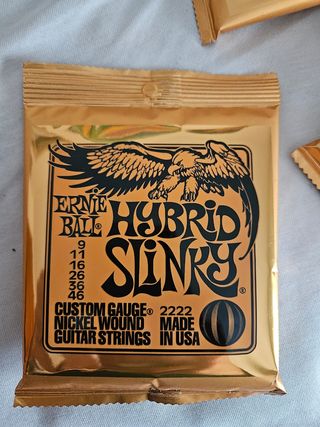 ERNIE BALL®
HYBRID
SLINKY®
9
11
16
26
36
46
CUSTOM GAUGE®
NICKEL WOUND
GUITAR STRINGS
2222
MADE
IN USA